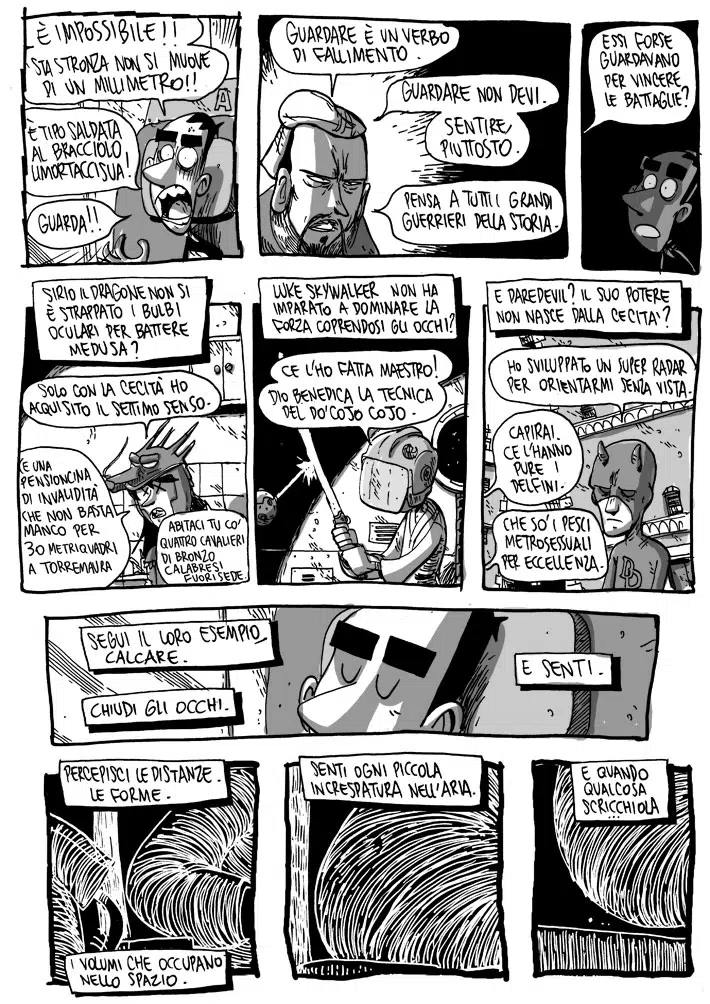 È IMPOSSIBILE!!
STA STRONZA NON SI MUOVE
DI UN MILLIMETRO!!
È TIPO SALDATA
AL BRACCIOLO
LIMORTACCISUA!
GUARDA!!
A
GUARDARE È UN VERBO
DI FALLIMENTO.
GUARDARE NON DEVI.
SENTIRE,
PIUTTOSTO.
PENSA A TUTTI I GRANDI
GUERRIERI DELLA STORIA.
ESSI FORSE
GUARDAVANO
PER VINCERE
LE BATTAGLIE?
SIRIO IL DRAGONE NON SI
È STRAPPATO I BULBI
OCULARI PER BATTERE
MEDUSA?
SOLO CON LA CECITÀ HO
ACQUISITO IL SETTIMO SENSO.
E UNA
PENSIONCINA
DI INVALIDITÀ
CHE NON BASTA
MANCO PER
30 METRIQUADRI
A TORREMAURA
ABITACI TU CO'
QUATTRO CAVALIERI
DI BRONZO
CALABRESI
FUORISEDE.
LUKE SKYWALKER NON HA
IMPARATO A DOMINARE LA
FORZA COPRENDOSI GLI OCCHI?
CE L'HO FATTA MAESTRO!
DIO BENEDICA LA TECNICA
DEL DO' COJO COJO.
E DAREDEVIL? IL SUO POTERE
NON NASCE DALLA CECITA'?
HO SVILUPPATO UN SUPER RADAR
PER ORIENTARMI SENZA VISTA.
CAPIRAI.
CE L'HANNO
PURE I
DELFINI.
CHE SO' I PESCI
METROSESSUALI
PER ECCELLENZA.
DD
SEGUI IL LORO ESEMPIO,
CALCARE.
CHIUDI GLI OCCHI.
E SENTI.
PERCEPISCI LE DISTANZE.
LE FORME.
I VOLUMI CHE OCCUPANO
NELLO SPAZIO.
SENTI OGNI PICCOLA
INCRESPATURA NELL'ARIA.
E QUANDO
QUALCOSA
SCRICCHIOLA
...